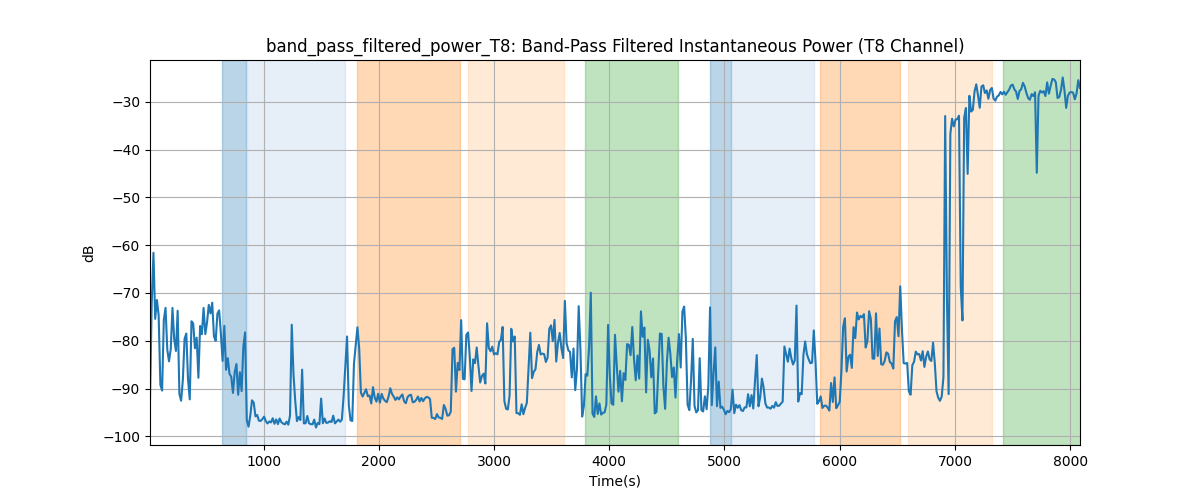 band_pass_filtered_power_T8: Band-Pass Filtered Instantaneous Power (T8 Channel)
dB
−30
−40
−50
−60
−70
−80
−90
−100
1000 2000 3000 4000 5000 6000 7000 8000
Time(s)